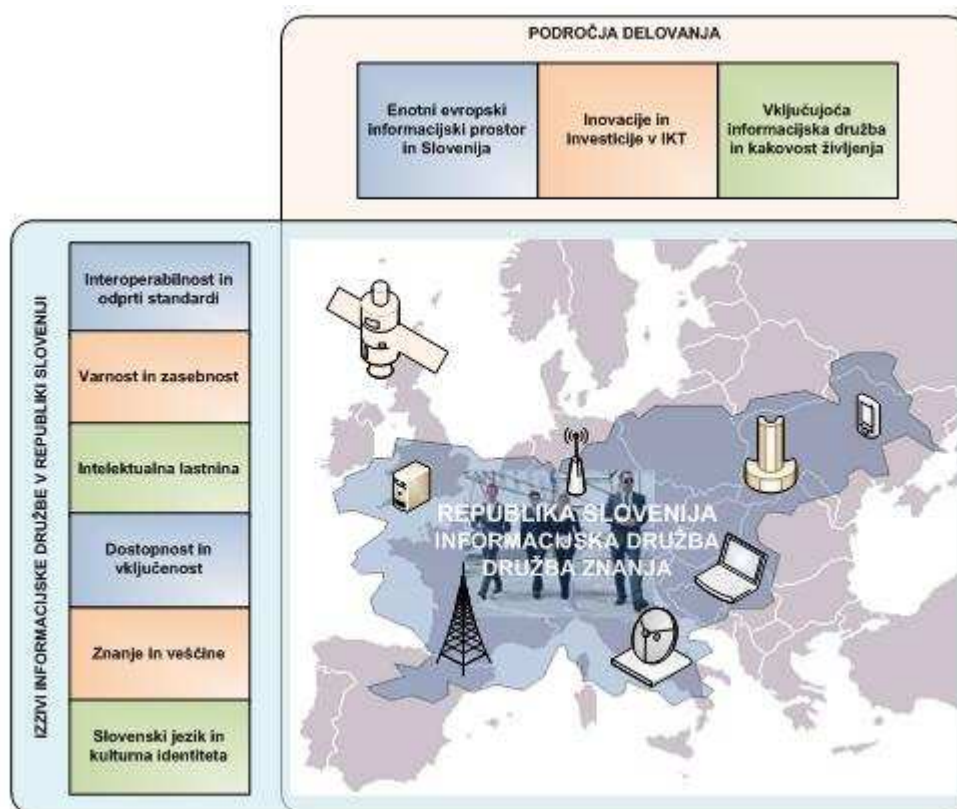 PODROČJA DELOVANJA
Enotni evropski
informacijski prostor
in Slovenija
Inovacije in
investicije v IKT
Vključujoča
informacijska družba
in kakovost življenja
IZZIVI INFORMACIJSKE DRUŽBE V REPUBLIKI SLOVENIJI
Interoperabilnost in
odprti standardi
Varnost in zasebnost
Intelektualna lastnina
Dostopnost in
vključenost
Znanje in veščine
Slovenski jezik in
kulturna identiteta
REPUBLIKA SLOVENIJA
INFORMACIJSKA DRUŽBA
DRUŽBA ZNANJA